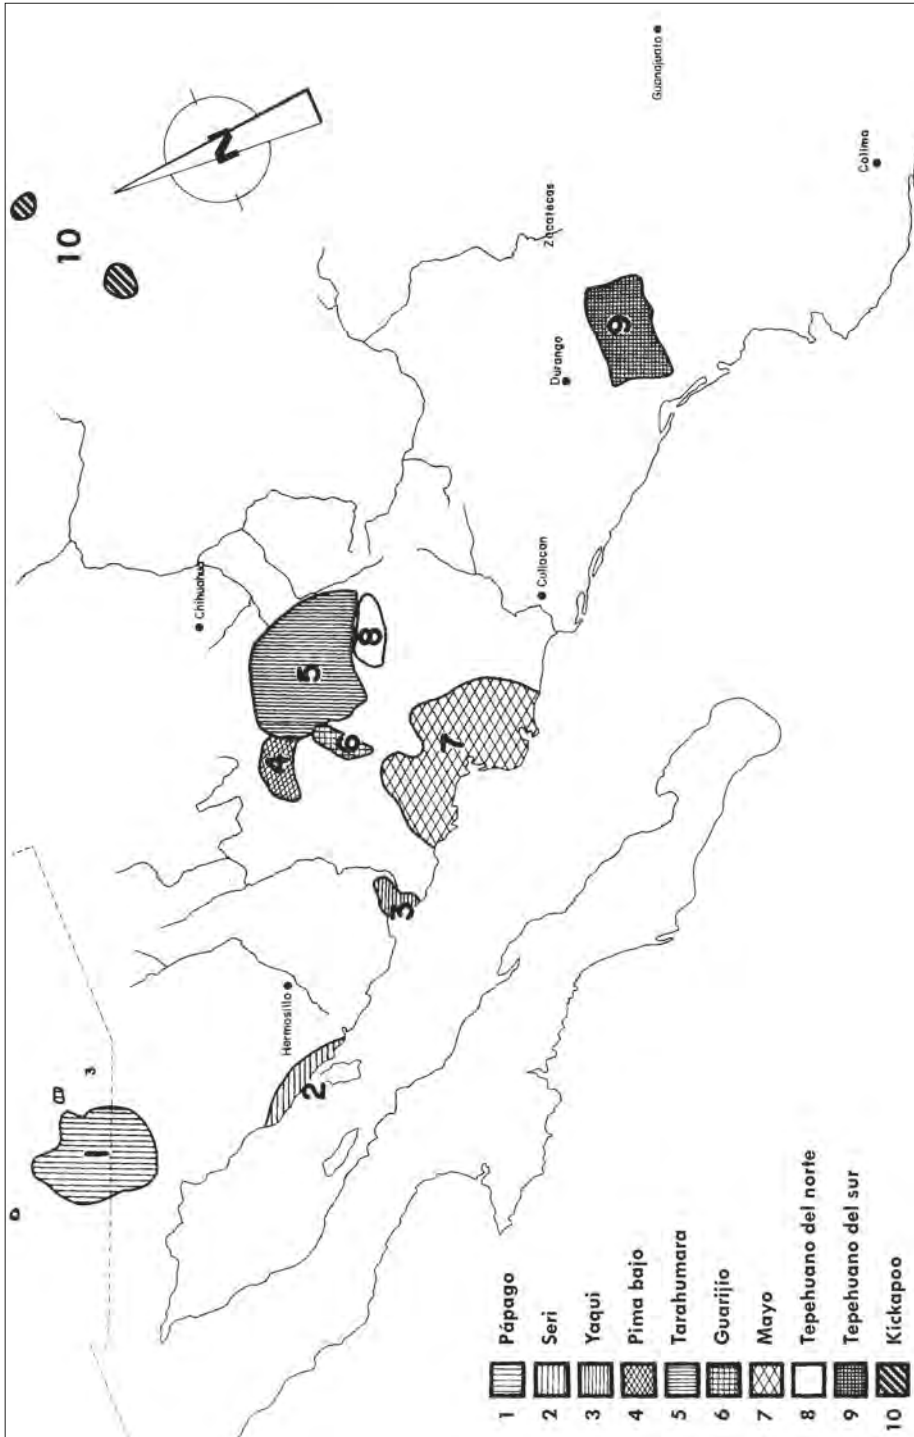 N
10
Guanajuato
Colima
Zacatecas
Durango
9
Chihuahua
Culiacan
5
8
4
6
7
3
Hermosillo
2
3
1
1 Pápago
2 Seri
3 Yaqui
4 Pima bajo
5 Tarahumara
6 Guarijio
7 Mayo
8 Tepehuano del norte
9 Tepehuano del sur
10 Kickapoo